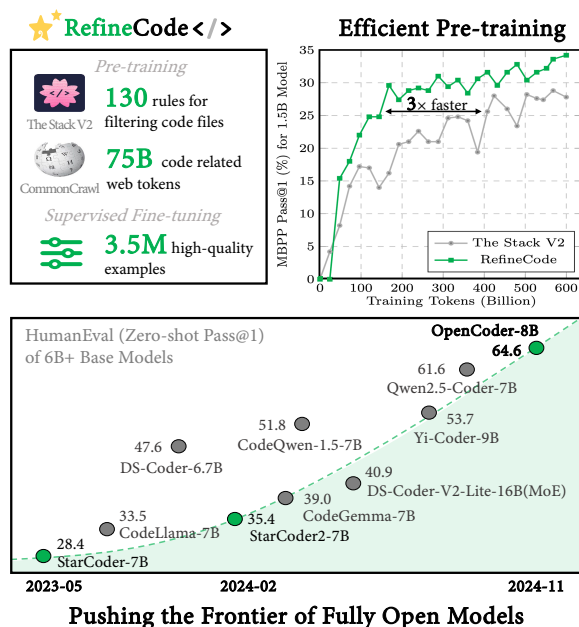 RefineCode</>
Pre-training
The Stack V2
130 rules for
filtering code files
CommonCrawl
75B code related
web tokens
Supervised Fine-tuning
3.5M high-quality
examples
Efficient Pre-training
MBPP Pass@1 (%) for 1.5B Model
35
30
25
20
15
10
5
0
3× faster
The Stack V2
RefineCode
0 100 200 300 400 500 600
Training Tokens (Billion)
HumanEval (Zero-shot Pass@1)
of 6B+ Base Models
OpenCoder-8B
64.6
61.6
Qwen2.5-Coder-7B
53.7
Yi-Coder-9B
51.8
CodeQwen-1.5-7B
47.6
DS-Coder-6.7B
40.9
DS-Coder-V2-Lite-16B(MoE)
39.0
CodeGemma-7B
35.4
StarCoder2-7B
33.5
CodeLlama-7B
28.4
StarCoder-7B
2023-05 2024-02 2024-11
Pushing the Frontier of Fully Open Models